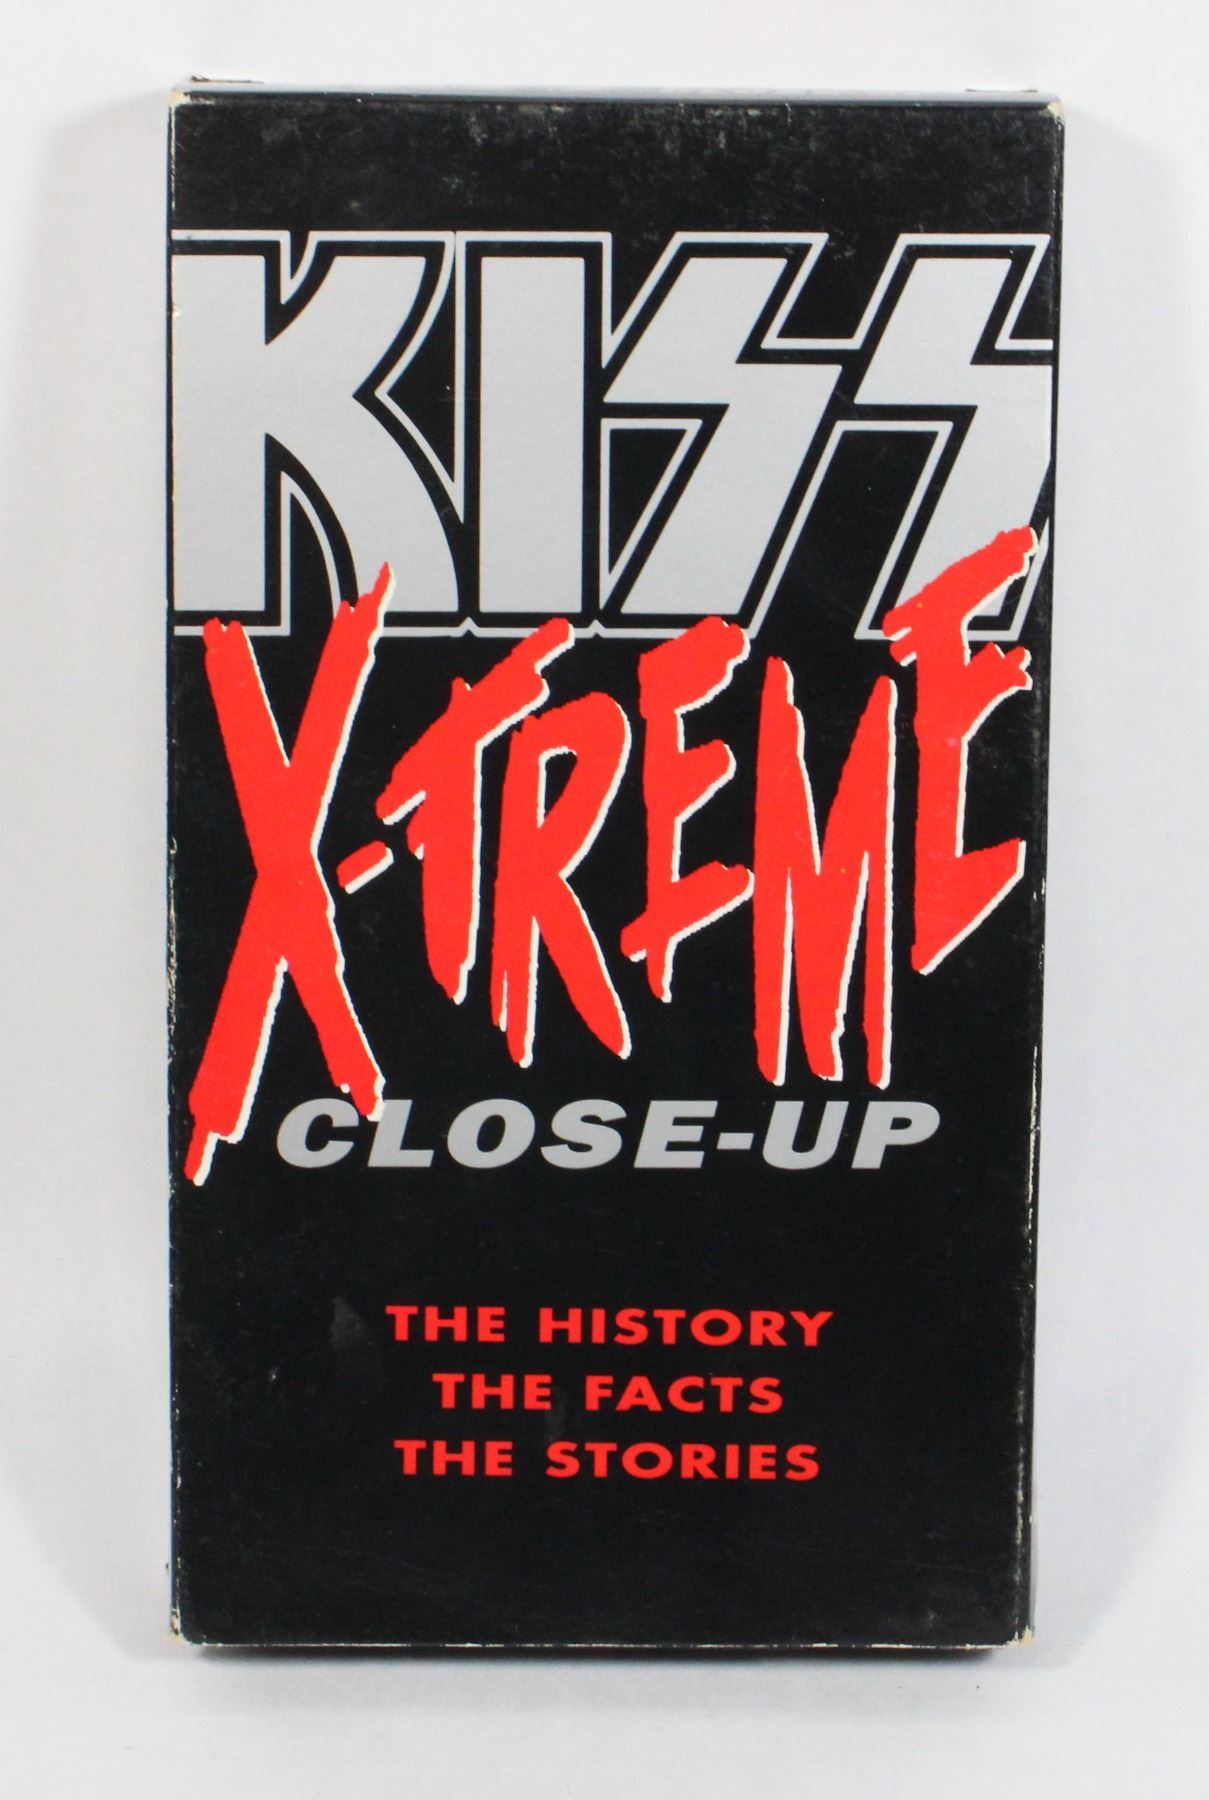 KISS
X-TREME
CLOSE-UP
THE HISTORY
THE FACTS
THE STORIES